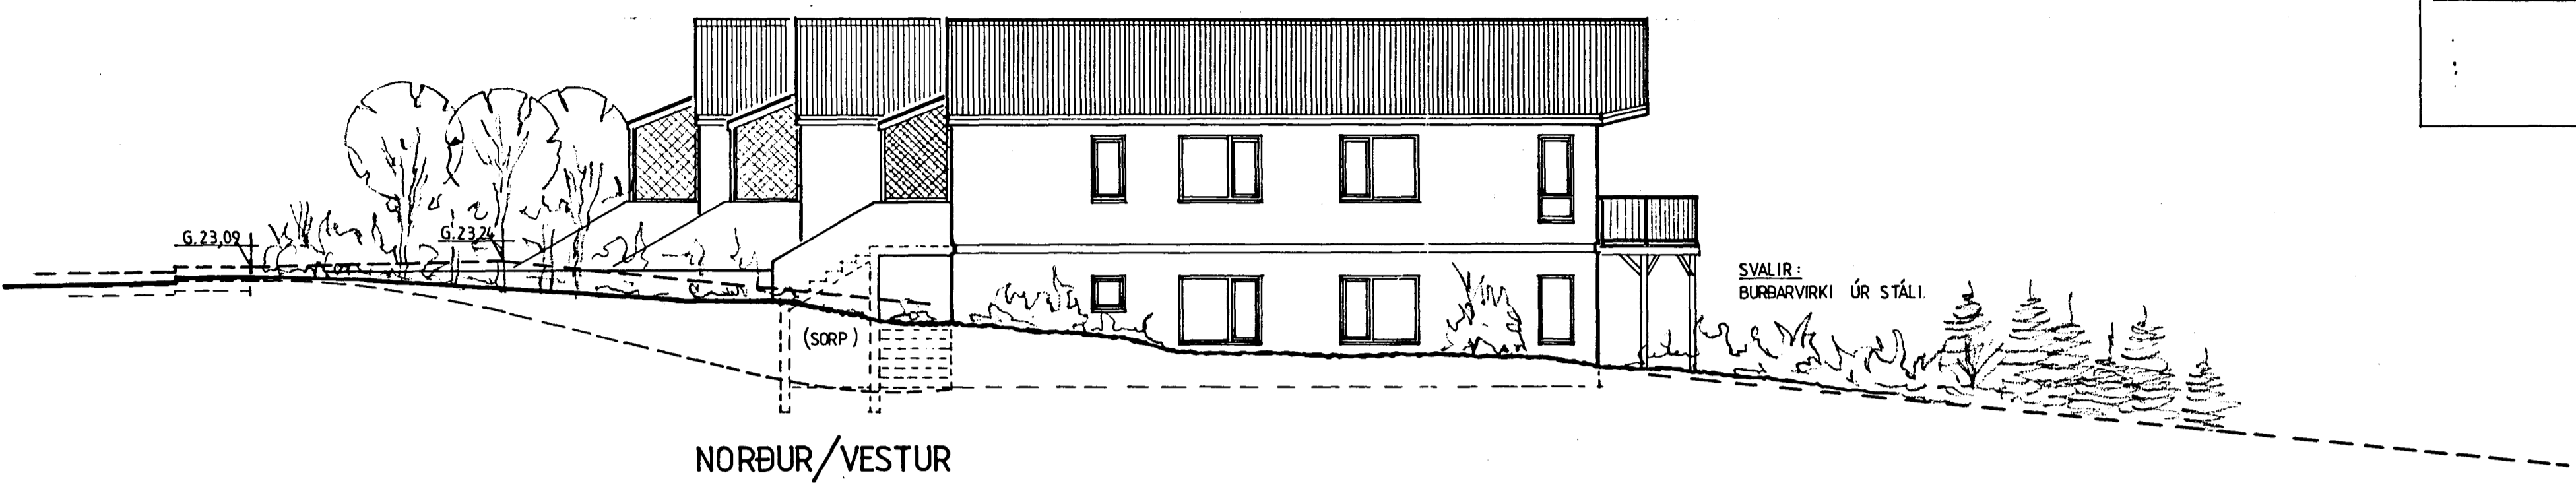 G.23,09
G.23,24
SVALIR:
BURÐARVIRKI ÚR STÁLI.
(SORP)
NORÐUR/VESTUR